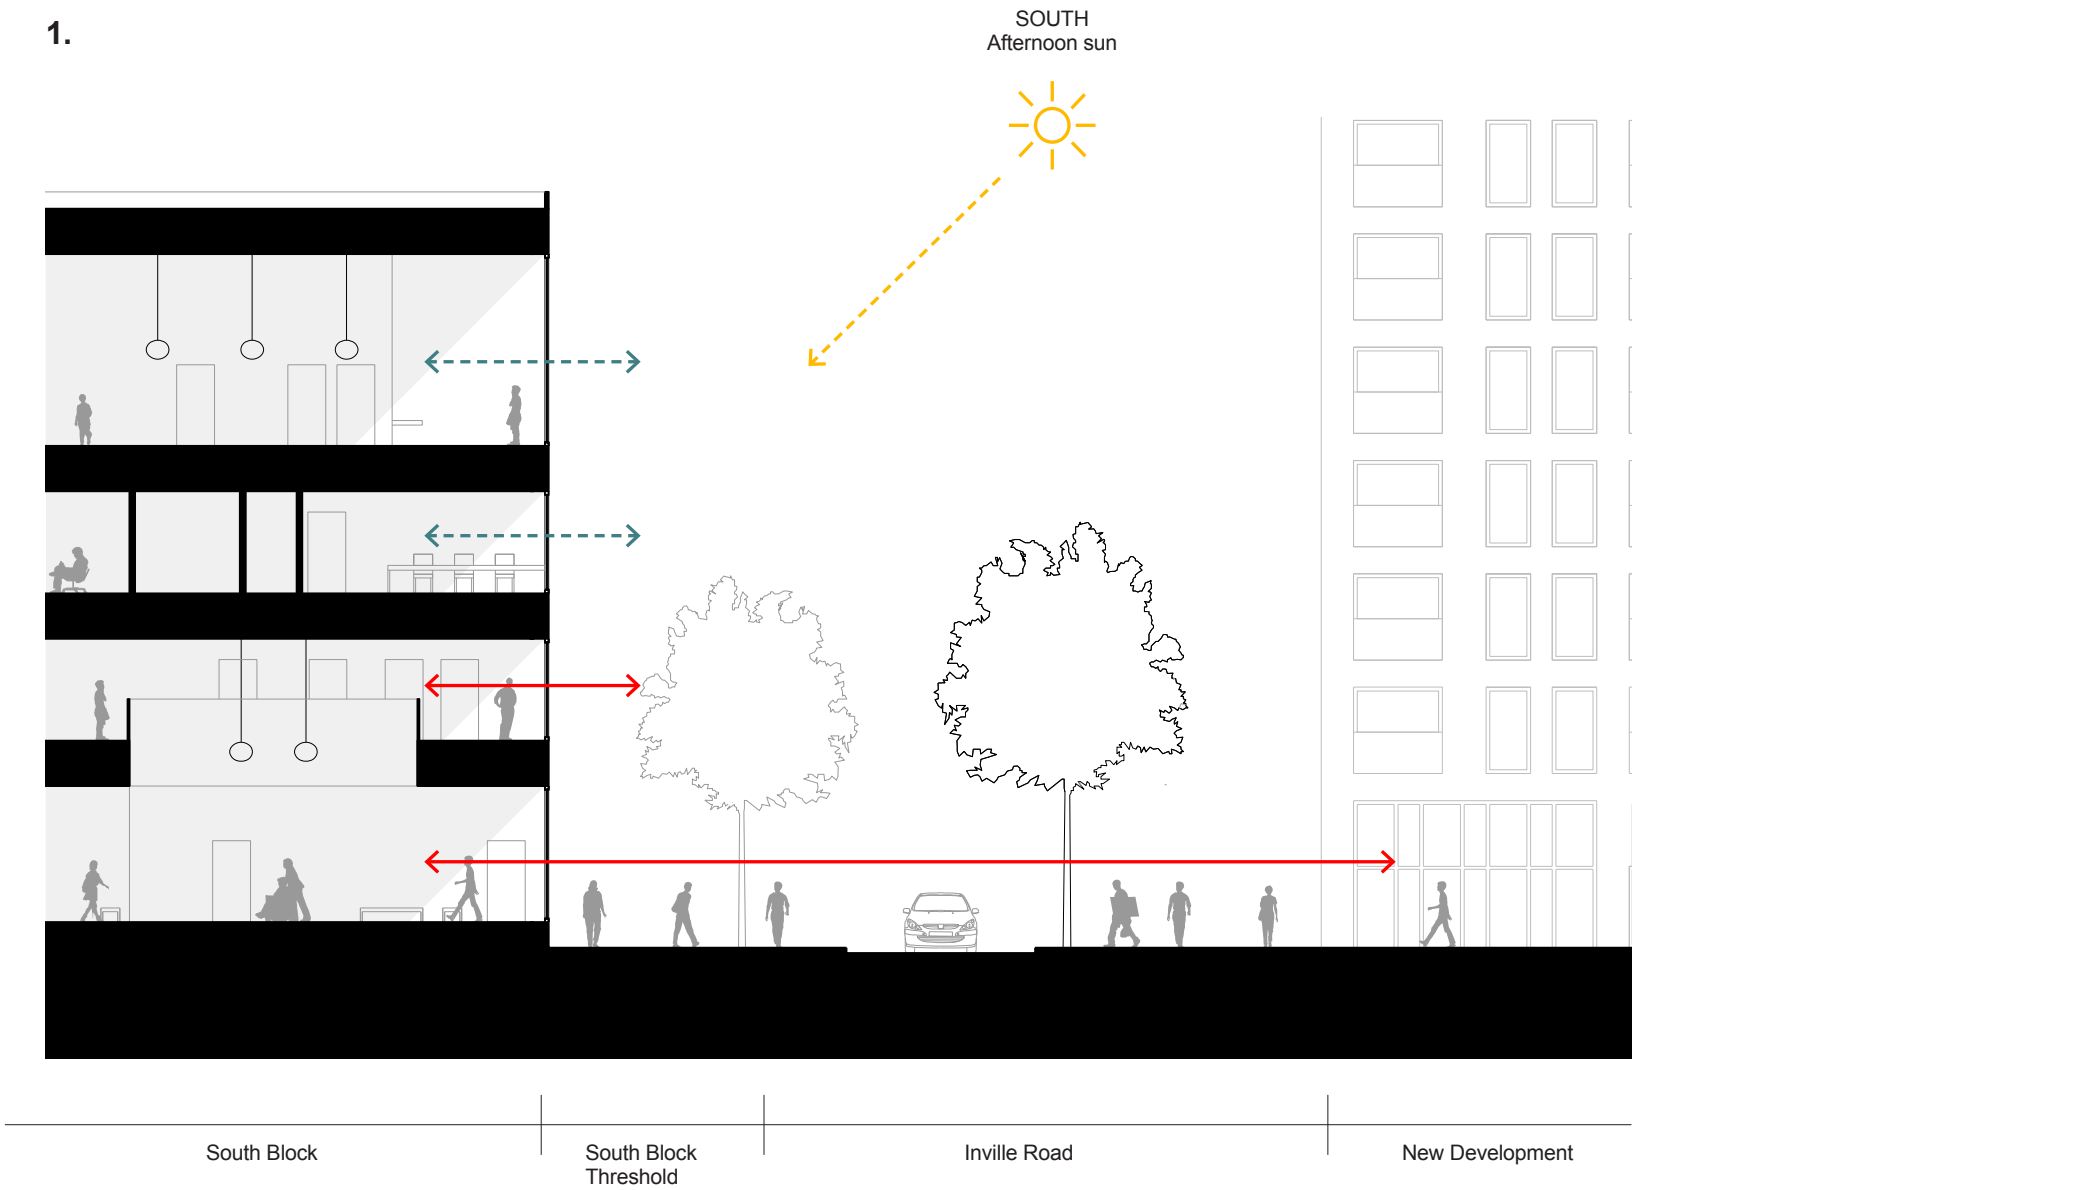 1.
SOUTH
Afternoon sun
South Block
South Block
Threshold
Inville Road
New Development